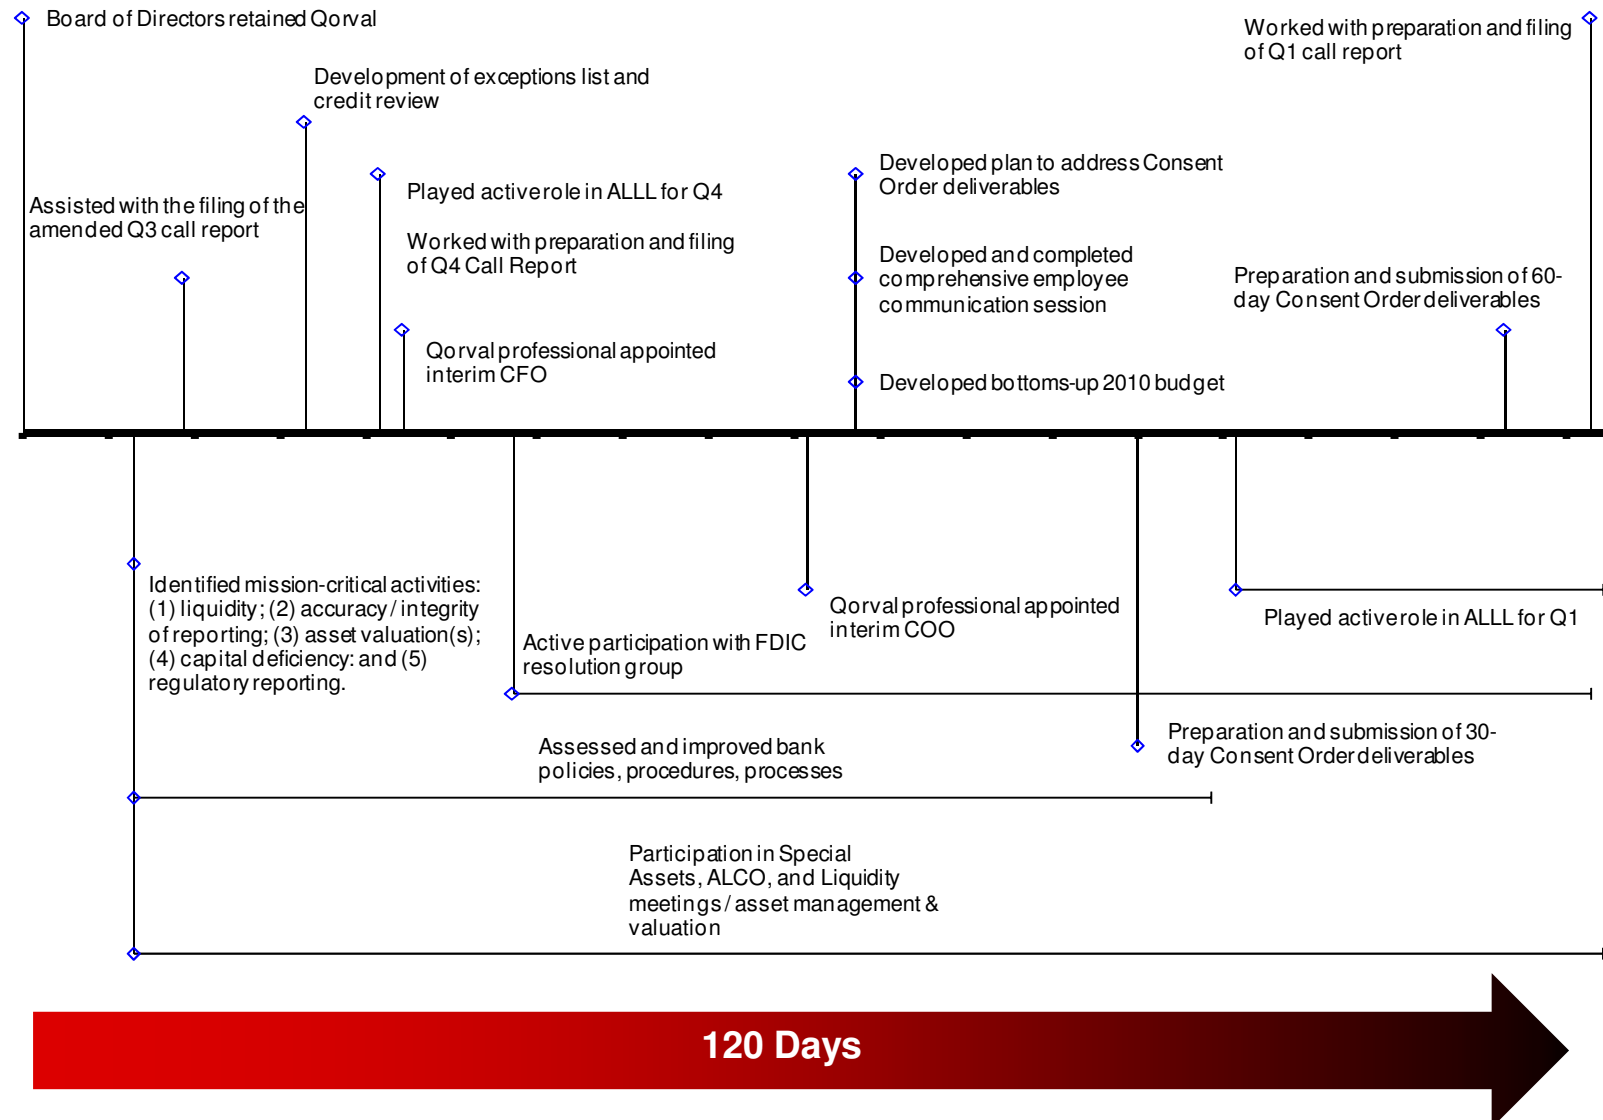 Board of Directors retained Qorval
Worked with preparation and filing
of Q1 call report
Development of exceptions list and
credit review
Assisted with the filing of the
amended Q3 call report
Played active role in ALLL for Q4
Worked with preparation and filing
of Q4 Call Report
Qorval professional appointed
interim CFO
Developed plan to address Consent
Order deliverables
Developed and completed
comprehensive employee
communication session
Developed bottoms-up 2010 budget
Preparation and submission of 60-
day Consent Order deliverables
Identified mission-critical activities:
(1) liquidity; (2) accuracy / integrity
of reporting; (3) asset valuation(s);
(4) capital deficiency: and (5)
regulatory reporting.
Active participation with FDIC
resolution group
Qorval professional appointed
interim COO
Played active role in ALLL for Q1
Preparation and submission of 30-
day Consent Order deliverables
Assessed and improved bank
policies, procedures, processes
Participation in Special
Assets, ALCO, and Liquidity
meetings / asset management &
valuation
120 Days